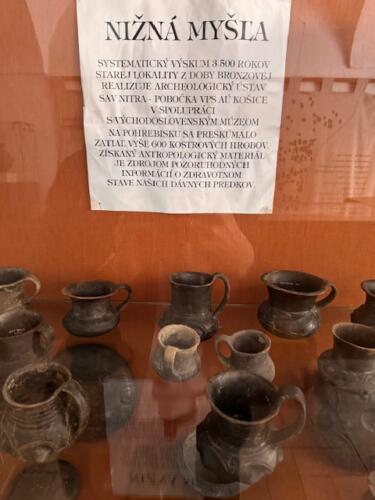 NIŽNÁ MYŠĽA
SYSTEMATICKÝ VÝSKUM 3 500 ROKOV
STAREJ LOKALITY Z DOBY BRONZOVEJ
REALIZUJE ARCHEOLOGICKÝ ÚSTAV
SAV NITRA - POBOČKA VPS AÚ KOŠICE
V SPOLUPRÁCI
S VÝCHODOSLOVENSKÝM MÚZEOM
NA POHREBISKU SA PRESKÚMALO
ZATIAĽ VYŠE 600 KOSTROVÝCH HROBOV.
ZÍSKANÝ ANTROPOLOGICKÝ MATERIÁL
JE ZDROJOM POZORUHODNÝCH
INFORMÁCIÍ O ZDRAVOTNOM
STAVE NAŠICH DÁVNYCH PREDKOV.